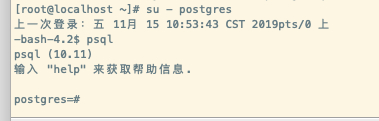 [root@localhost ~]# su - postgres
上一次登录：五 11月 15 10:53:43 CST 2019pts/0 上
-bash-4.2$ psql
psql (10.11)
输入 "help" 来获取帮助信息.
postgres=#